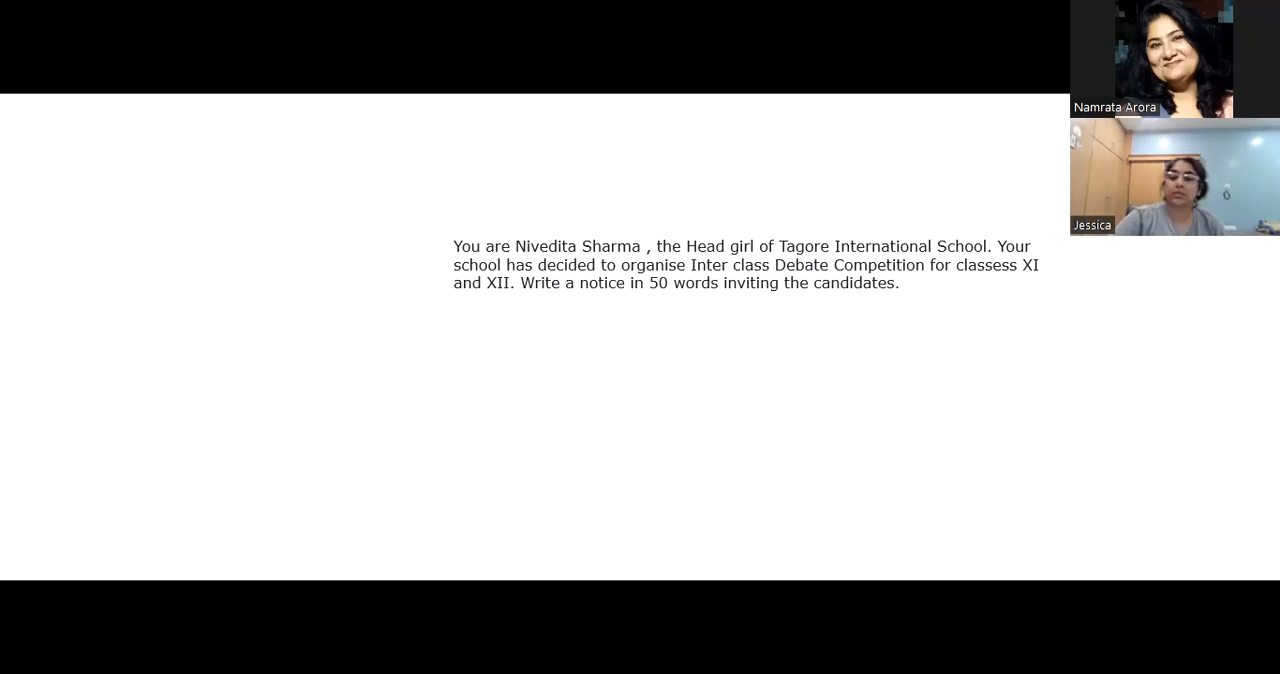 Namrata Arora
Jessica
You are Nivedita Sharma , the Head girl of Tagore International School. Your
school has decided to organise Inter class Debate Competition for classess XI
and XII. Write a notice in 50 words inviting the candidates.